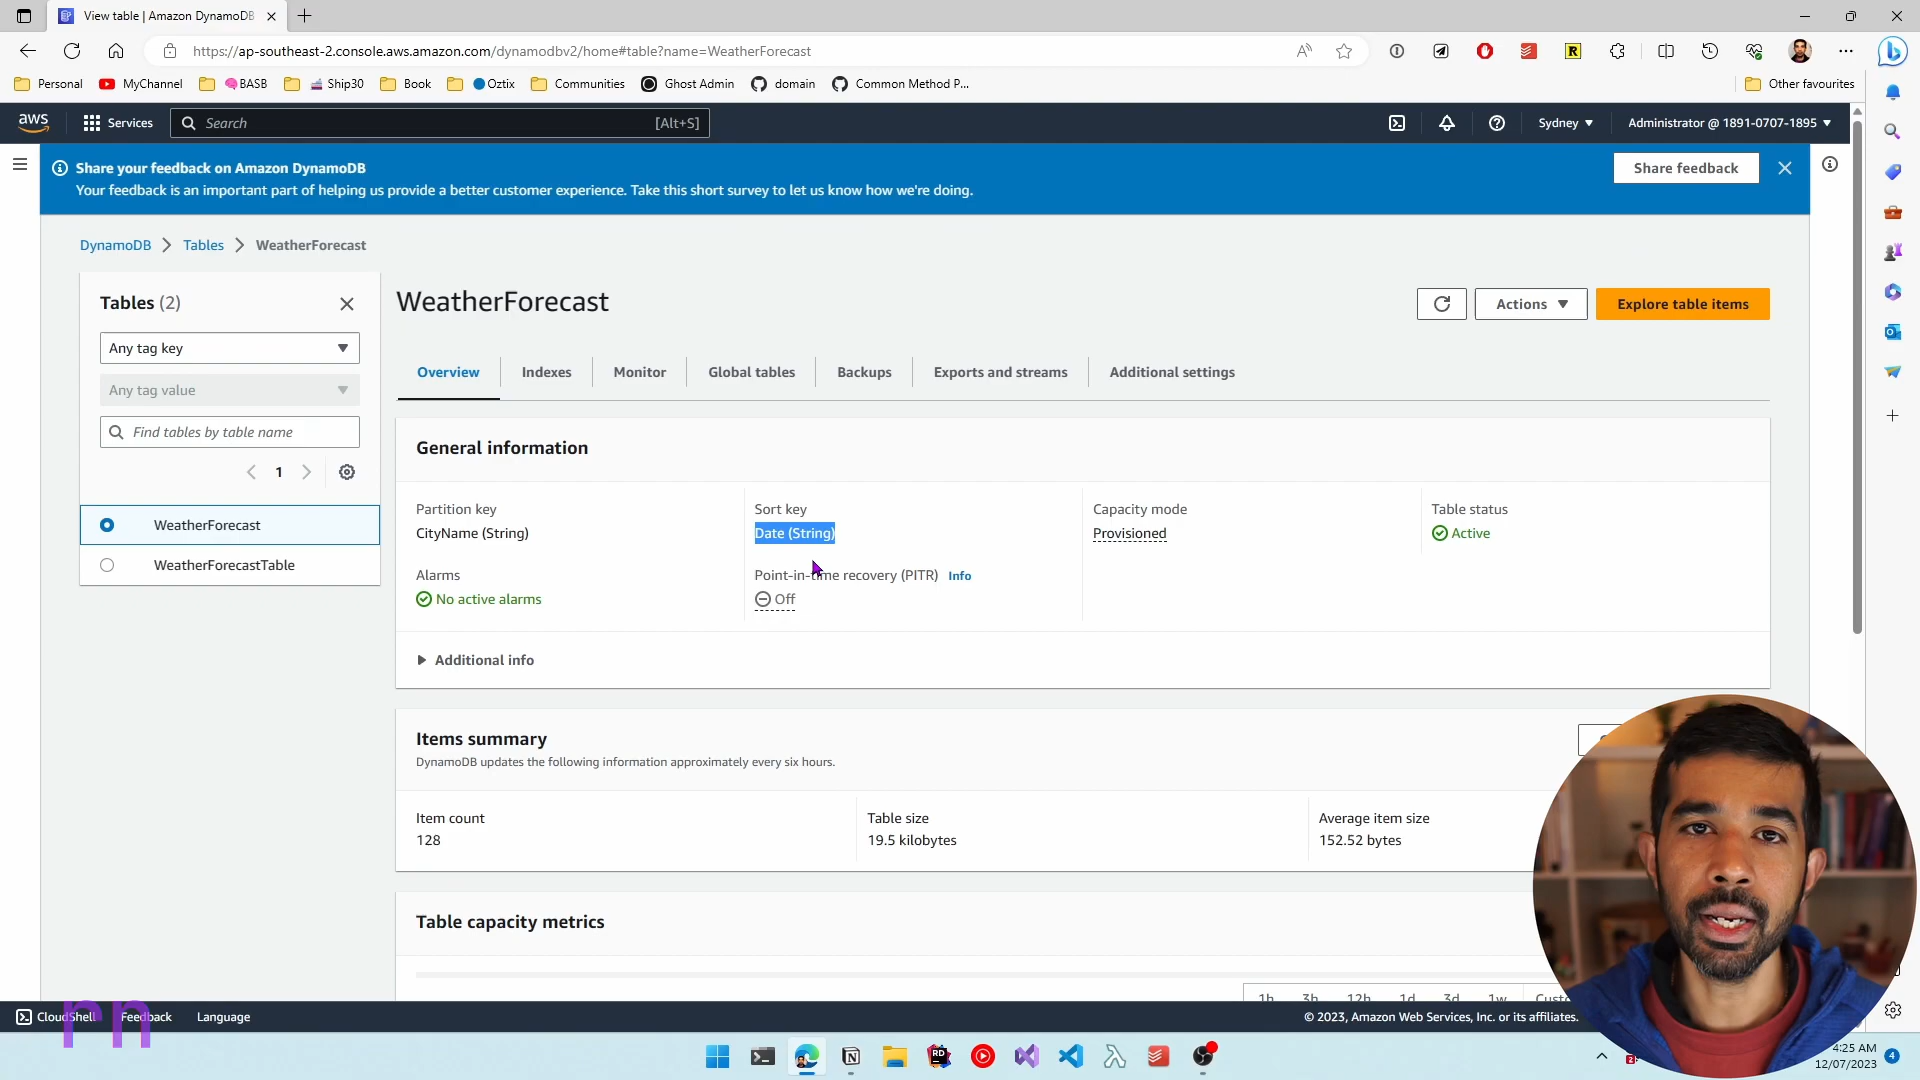 View table | Amazon DynamoDB
https://ap-southeast-2.console.aws.amazon.com/dynamodbv2/home#table?name=WeatherForecast
Personal
MyChannel
BASB
Ship30
Book
Oztix
Communities
Ghost Admin
domain
Common Method P...
Other favourites
aws
Services
Search
[Alt+S]
Sydney
Administrator @ 1891-0707-1895
Share your feedback on Amazon DynamoDB
Your feedback is an important part of helping us provide a better customer experience. Take this short survey to let us know how we're doing.
Share feedback
DynamoDB
Tables
WeatherForecast
Tables (2)
Any tag key
Any tag value
Find tables by table name
1
WeatherForecast
WeatherForecastTable
WeatherForecast
Actions
Explore table items
Overview
Indexes
Monitor
Global tables
Backups
Exports and streams
Additional settings
General information
Partition key
CityName (String)
Sort key
Date (String)
Capacity mode
Provisioned
Table status
Active
Alarms
No active alarms
Point-in-time recovery (PITR)
Info
Off
Additional info
Items summary
DynamoDB updates the following information approximately every six hours.
Item count
128
Table size
19.5 kilobytes
Average item size
152.52 bytes
Table capacity metrics
1h
3h
12h
1d
3d
1w
CloudShell
Feedback
Language
rn
© 2023, Amazon Web Services, Inc. or its affiliates.
4:25 AM
12/07/2023
4